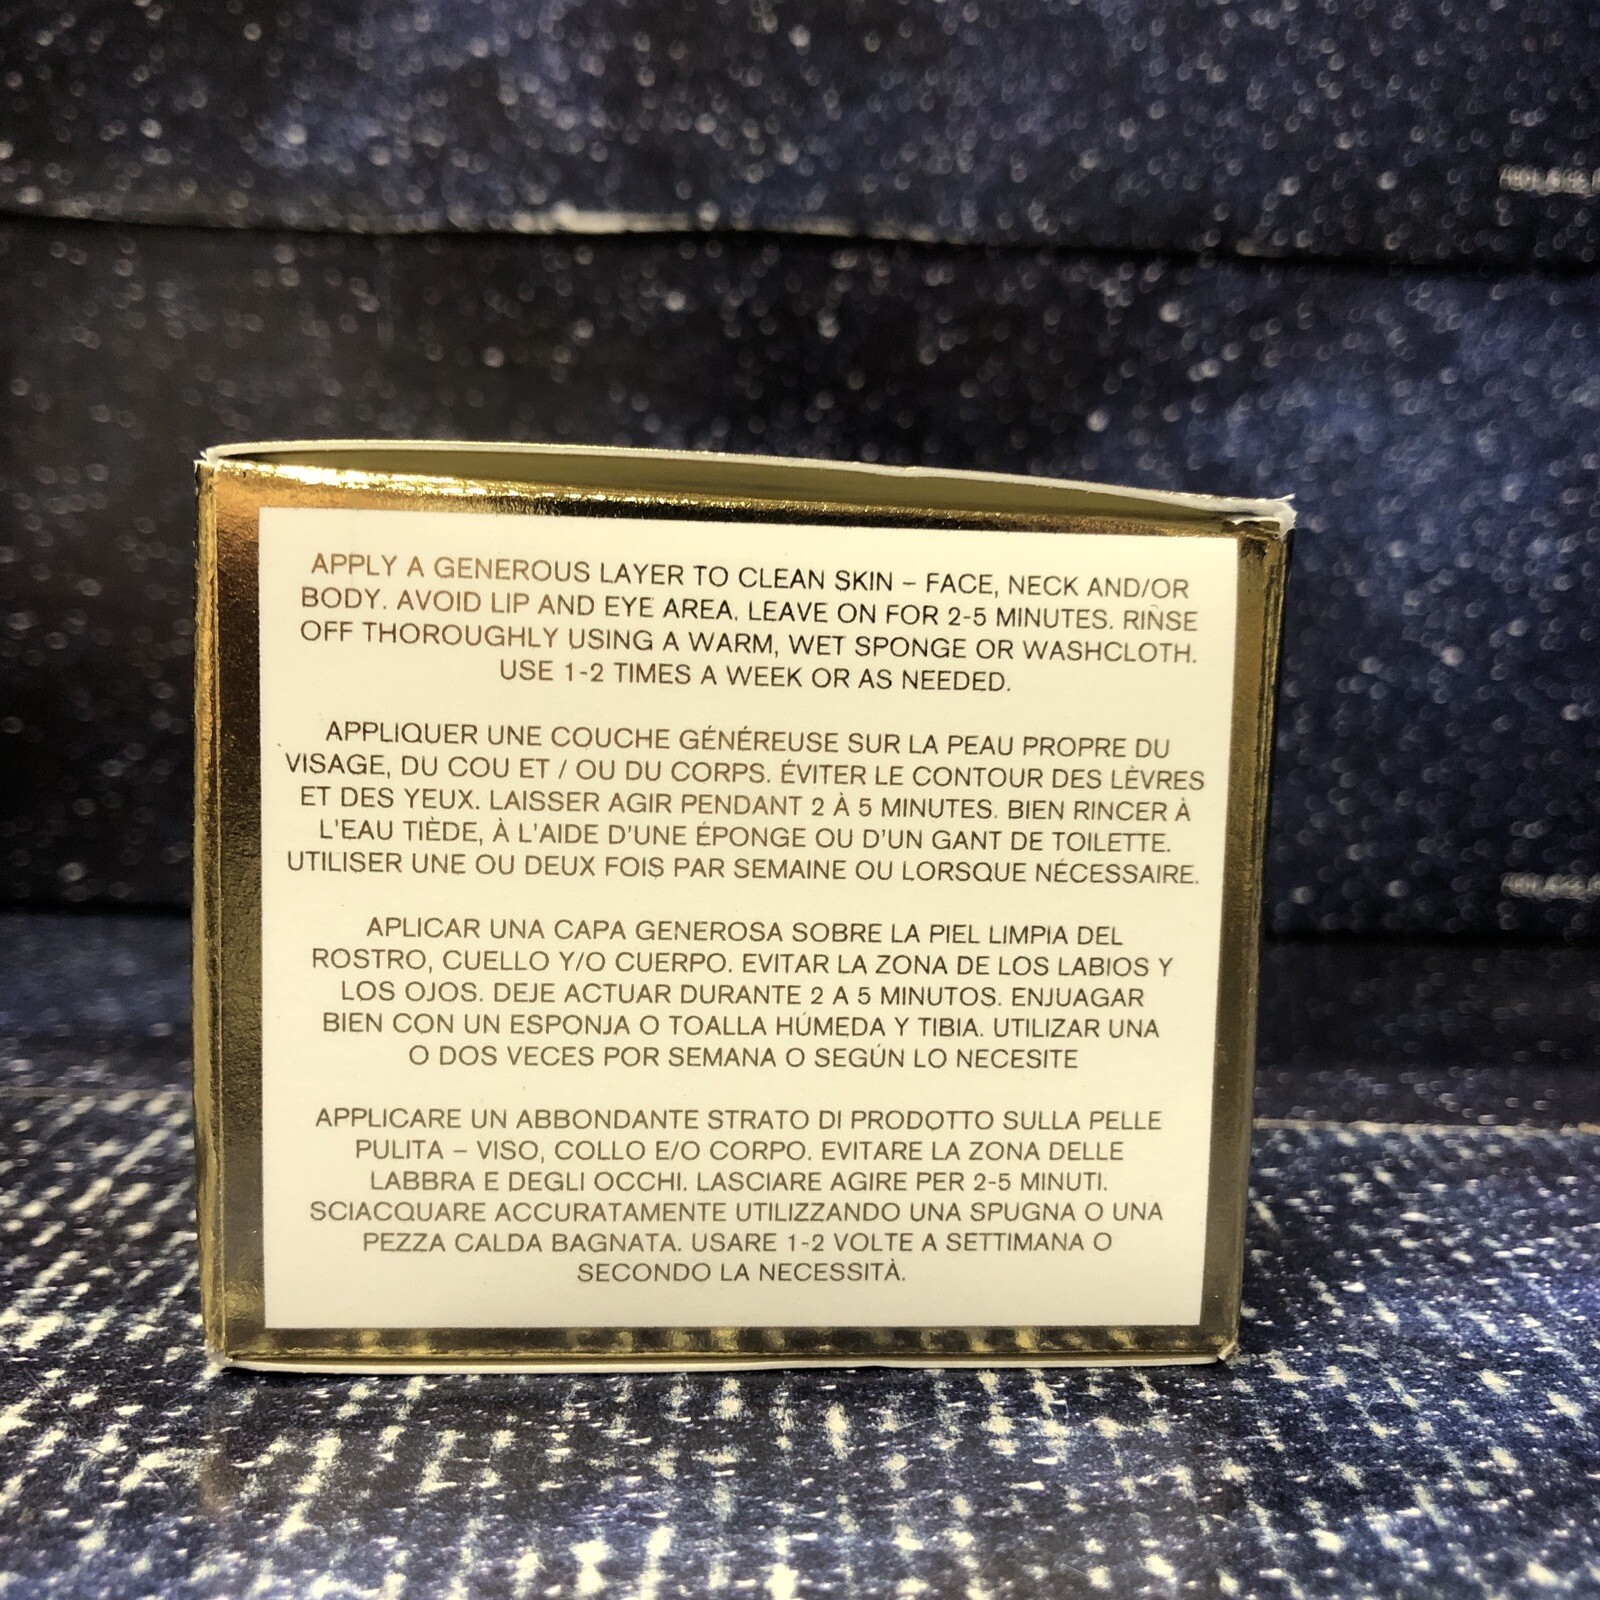 APPLY A GENEROUS LAYER TO CLEAN SKIN – FACE, NECK AND/OR
BODY. AVOID LIP AND EYE AREA. LEAVE ON FOR 2-5 MINUTES. RINSE
OFF THOROUGHLY USING A WARM, WET SPONGE OR WASHCLOTH.
USE 1-2 TIMES A WEEK OR AS NEEDED.
APPLIQUER UNE COUCHE GÉNÉREUSE SUR LA PEAU PROPRE DU
VISAGE, DU COU ET / OU DU CORPS. ÉVITER LE CONTOUR DES LÈVRES
ET DES YEUX. LAISSER AGIR PENDANT 2 À 5 MINUTES. BIEN RINCER À
L'EAU TIÈDE, À L'AIDE D'UNE ÉPONGE OU D'UN GANT DE TOILETTE.
UTILISER UNE OU DEUX FOIS PAR SEMAINE OU LORSQUE NÉCESSAIRE.
APLICAR UNA CAPA GENEROSA SOBRE LA PIEL LIMPIA DEL
ROSTRO, CUELLO Y/O CUERPO. EVITAR LA ZONA DE LOS LABIOS Y
LOS OJOS. DEJE ACTUAR DURANTE 2 A 5 MINUTOS. ENJUAGAR
BIEN CON UN ESPONJA O TOALLA HÚMEDA Y TIBIA. UTILIZAR UNA
O DOS VECES POR SEMANA O SEGÚN LO NECESITE
APPLICARE UN ABBONDANTE STRATO DI PRODOTTO SULLA PELLE
PULITA – VISO, COLLO E/O CORPO. EVITARE LA ZONA DELLE
LABBRA E DEGLI OCCHI. LASCIARE AGIRE PER 2-5 MINUTI.
SCIACQUARE ACCURATAMENTE UTILIZZANDO UNA SPUGNA O UNA
PEZZA CALDA BAGNATA. USARE 1-2 VOLTE A SETTIMANA O
SECONDO LA NECESSITÀ.